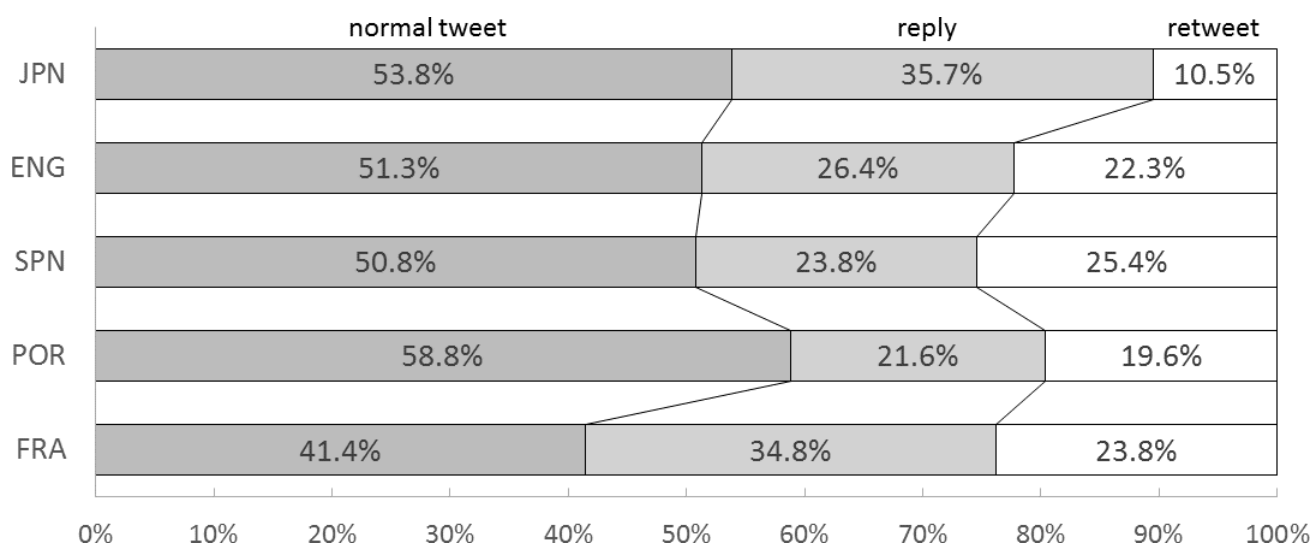 normal tweet reply retweet
JPN 53.8% 35.7% 10.5%
ENG 51.3% 26.4% 22.3%
SPN 50.8% 23.8% 25.4%
POR 58.8% 21.6% 19.6%
FRA 41.4% 34.8% 23.8%
0% 10% 20% 30% 40% 50% 60% 70% 80% 90% 100%